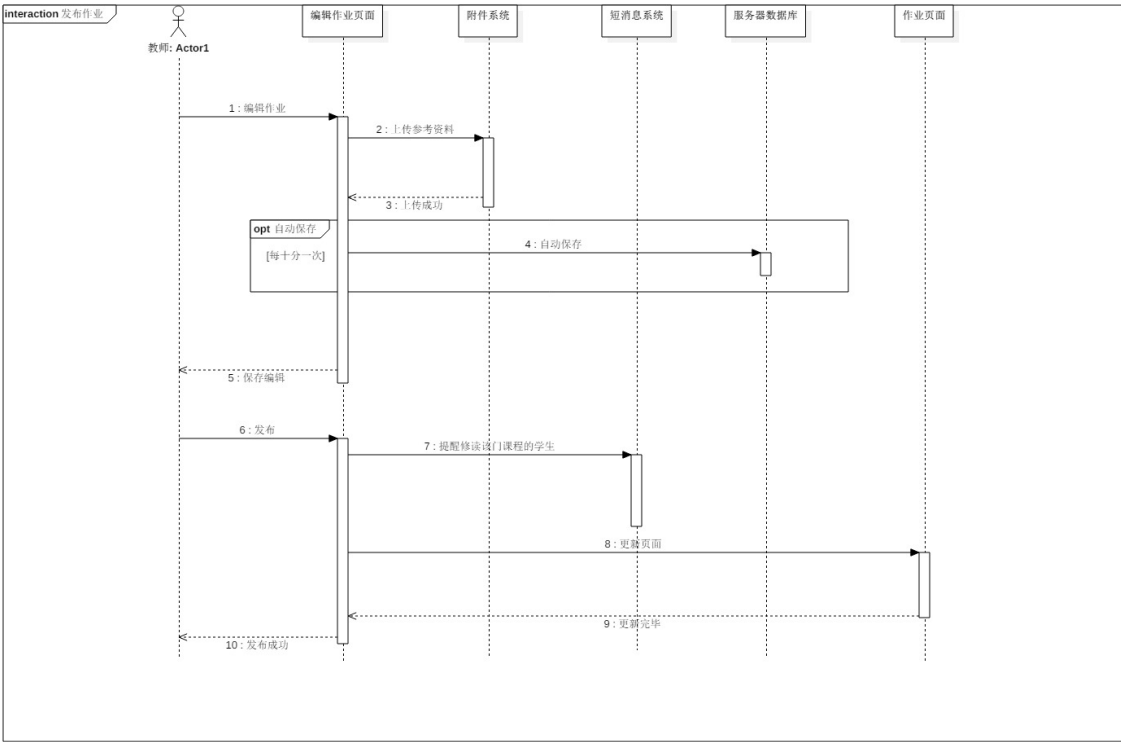 interaction 发布作业
教师: Actor1
编辑作业页面
附件系统
短消息系统
服务器数据库
作业页面
1 : 编辑作业
2 : 上传参考资料
3 : 上传成功
opt 自动保存
[每十分一次]
4 : 自动保存
5 : 保存编辑
6 : 发布
7 : 提醒修读该门课程的学生
8 : 更新页面
9 : 更新完毕
10 : 发布成功